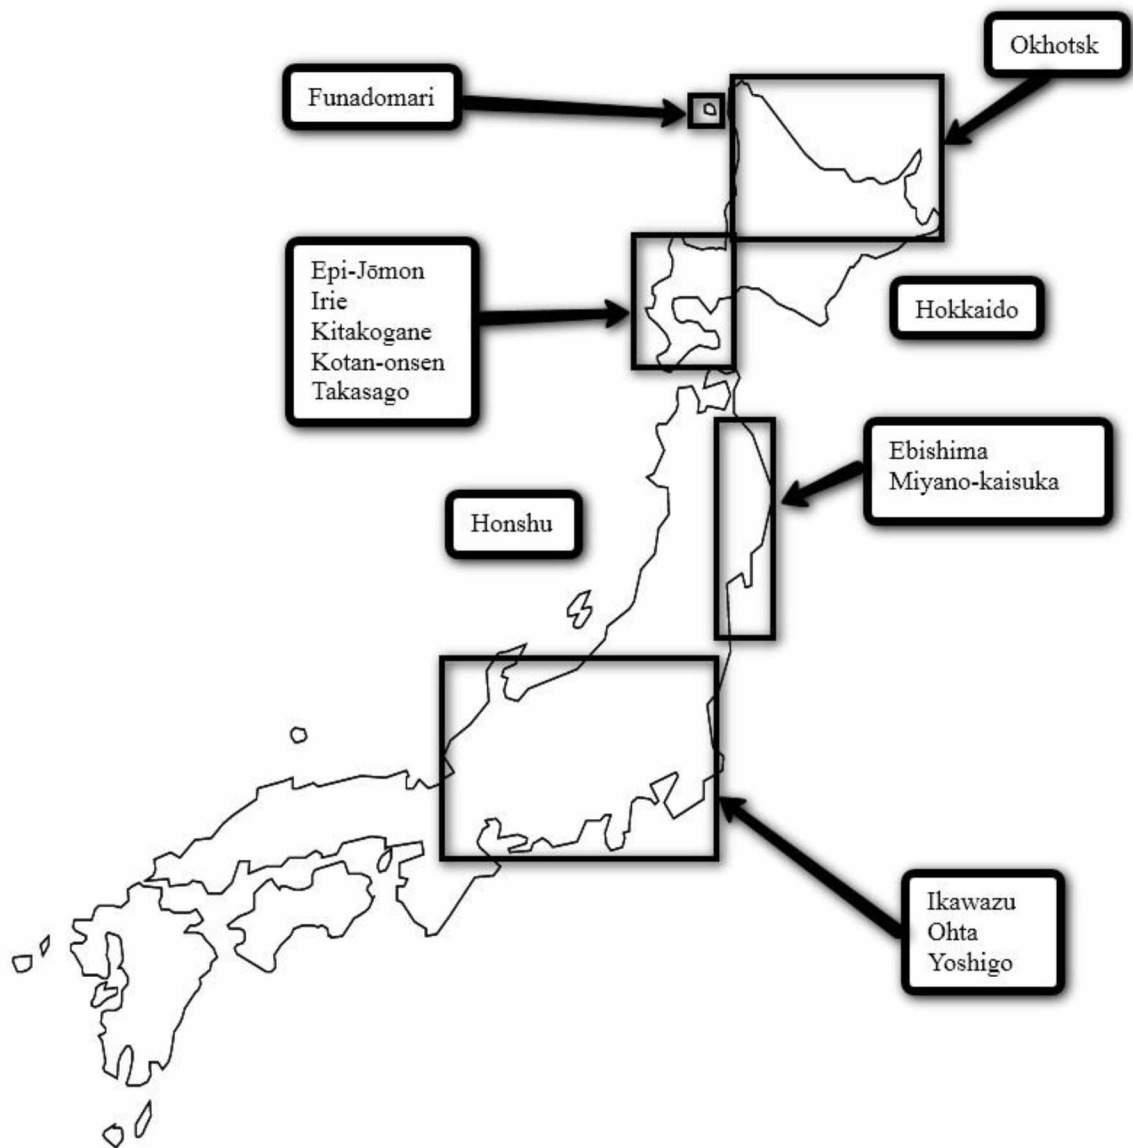 Okhotsk
Funadomari
Epi-Jōmon
Irie
Kitakogane
Kotan-onsen
Takasago
Hokkaido
Ebishima
Miyano-kaisuka
Honshu
Ikawazu
Ohta
Yoshigo